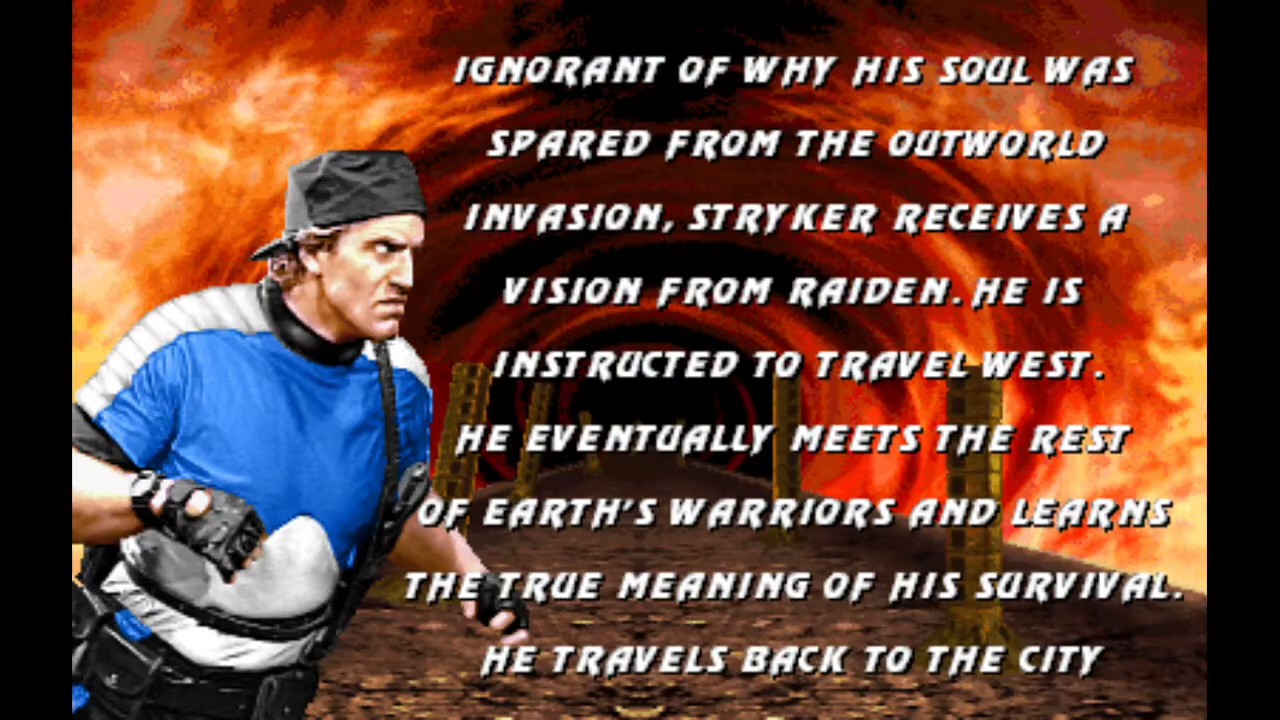 IGNORANT OF WHY HIS SOUL WAS
SPARED FROM THE OUTWORLD
INVASION, STRYKER RECEIVES A
VISION FROM RAIDEN. HE IS
INSTRUCTED TO TRAVEL WEST.
HE EVENTUALLY MEETS THE REST
OF EARTH'S WARRIORS AND LEARNS
THE TRUE MEANING OF HIS SURVIVAL.
HE TRAVELS BACK TO THE CITY